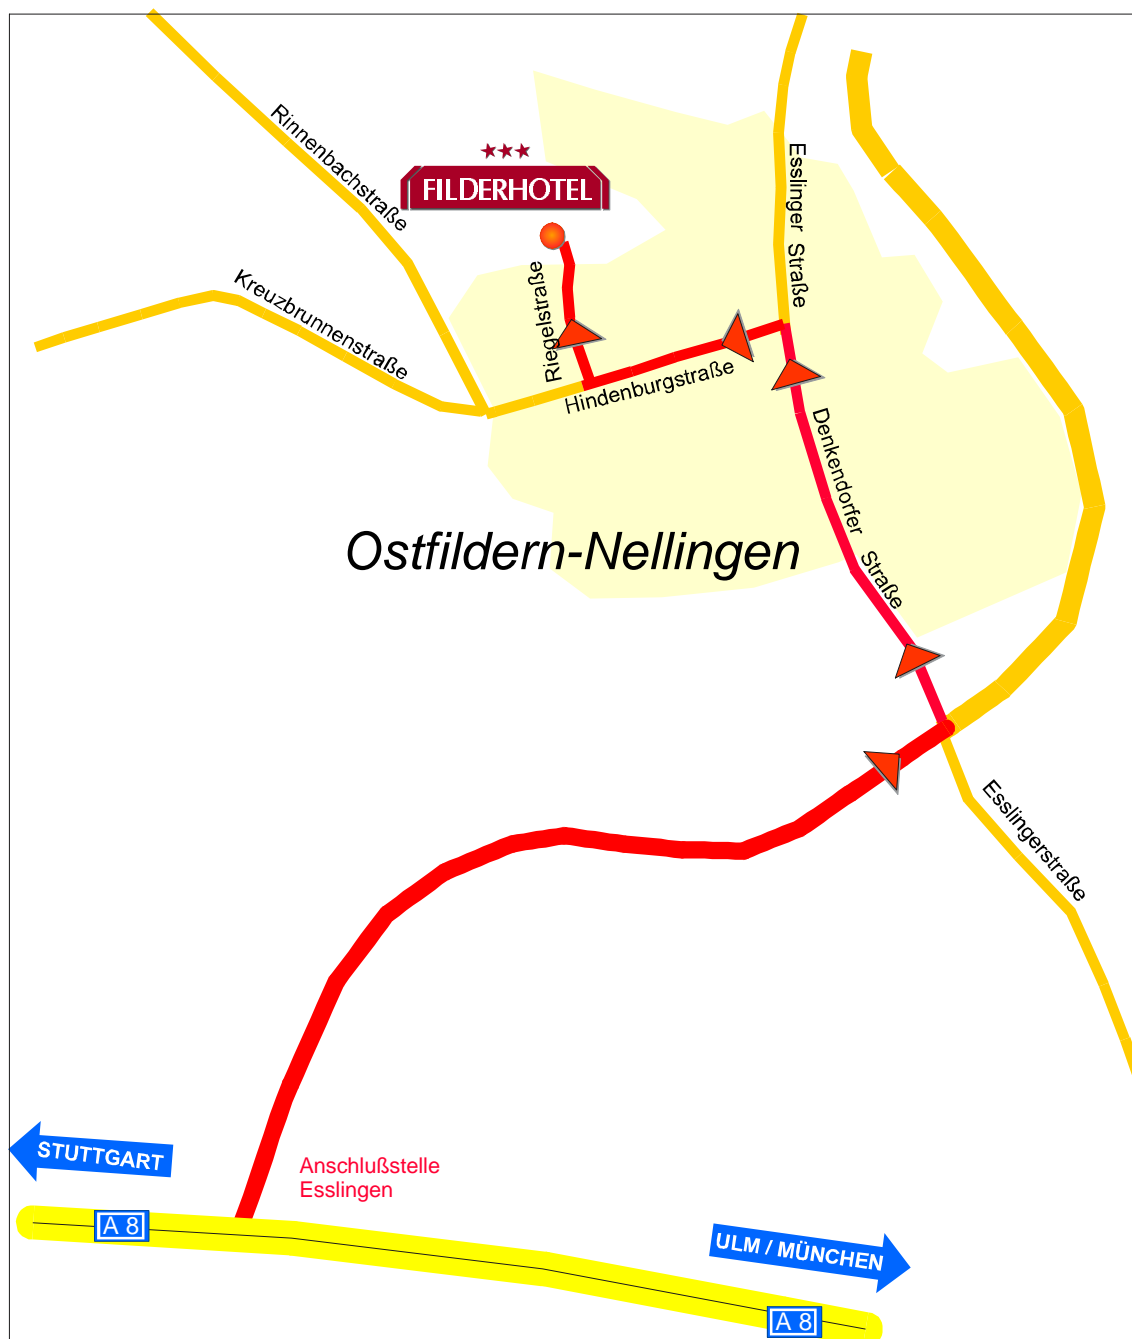 Rinnenbachstraße
FILDERHOTEL
Esslinger Straße
Kreuzbrunnenstraße
Riegelstraße
Hindenburgstraße
Denkendorfer Straße
Ostfildern-Nellingen
Esslingerstraße
STUTTGART
Anschlußstelle
Esslingen
A 8
ULM / MÜNCHEN
A 8